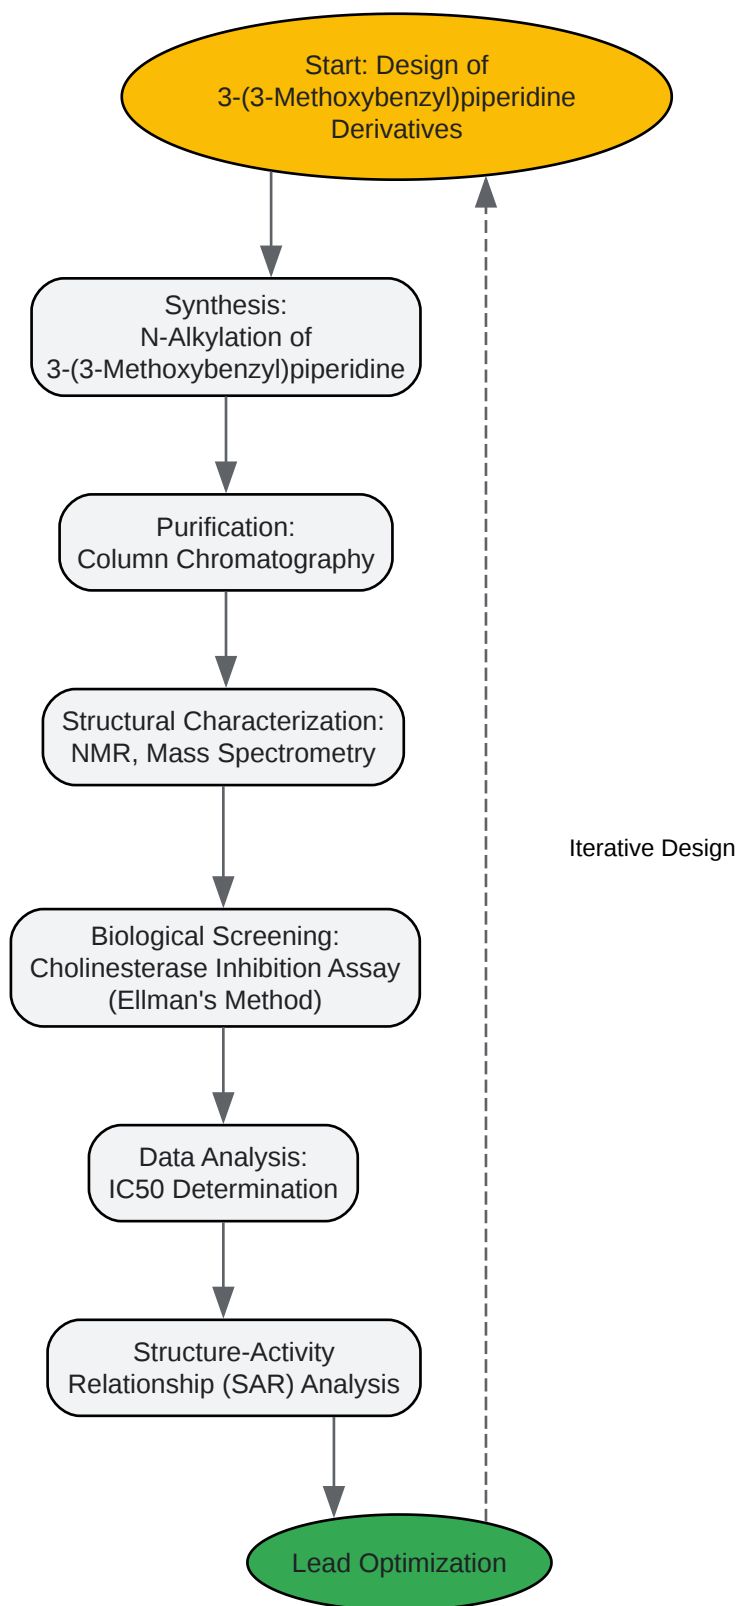 Start: Design of
3-(3-Methoxybenzyl)piperidine
Derivatives
Synthesis:
N-Alkylation of
3-(3-Methoxybenzyl)piperidine
Purification:
Column Chromatography
Structural Characterization:
NMR, Mass Spectrometry
Iterative Design
Biological Screening:
Cholinesterase Inhibition Assay
(Ellman's Method)
Data Analysis:
IC50 Determination
Structure-Activity
Relationship (SAR) Analysis
Lead Optimization